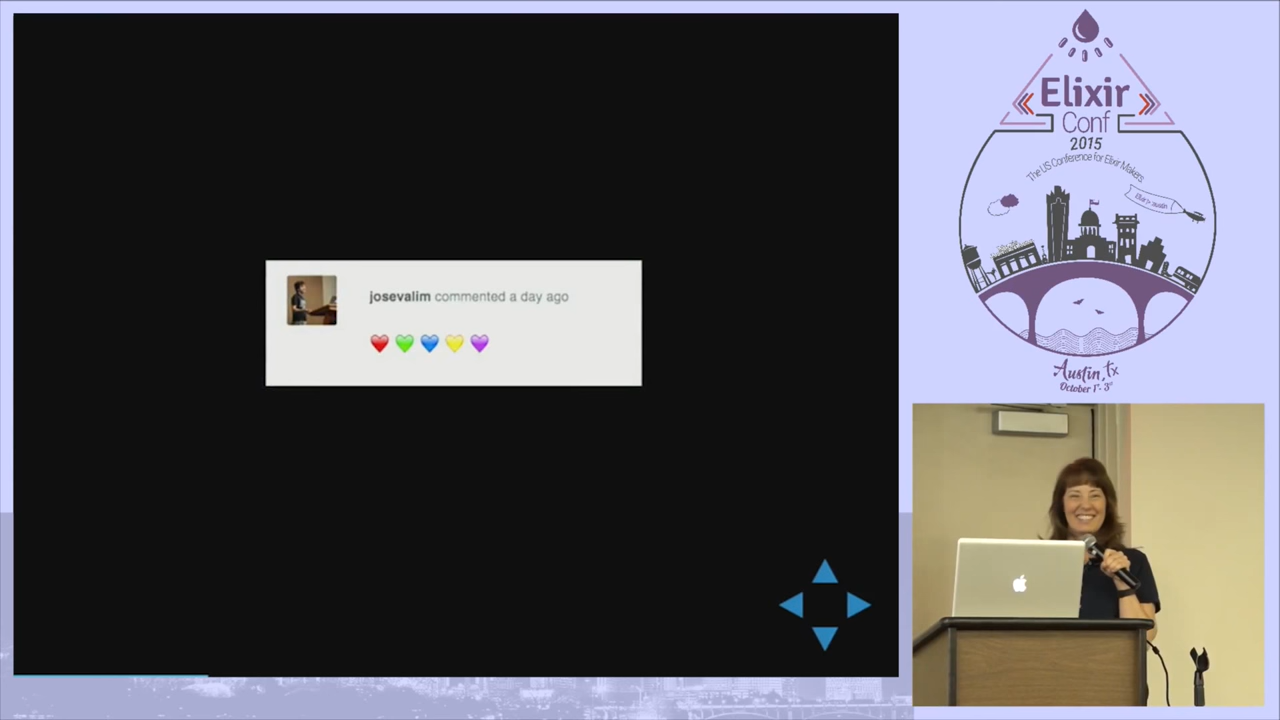 josevalim commented a day ago
❤️ 💚 💙 💛 💜
Elixir
Conf
2015
The US Conference for Elixir Makers
Austin, Tx
October 1st - 3rd